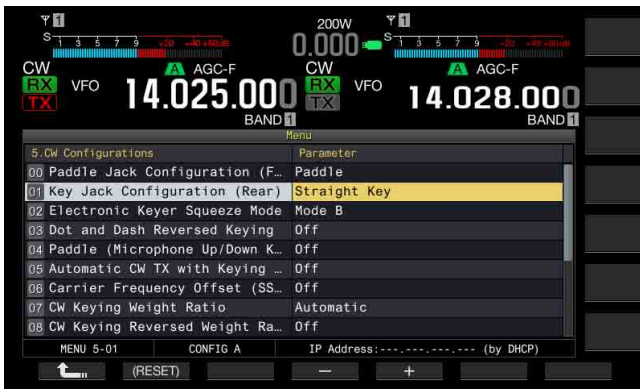 1 200W 1
S 1 3 5 7 9 +20 +40 +60dB 0.000 S 1 3 5 7 9 +20 +40 +60dB
CW A AGC-F CW A AGC-F
RX VFO 14.025.000 RX VFO 14.028.000
TX TX
BAND 1 BAND 1
Menu
5.CW Configurations Parameter
00 Paddle Jack Configuration (F… Paddle
01 Key Jack Configuration (Rear) Straight Key
02 Electronic Keyer Squeeze Mode Mode B
03 Dot and Dash Reversed Keying Off
04 Paddle (Microphone Up/Down K… Off
05 Automatic CW TX with Keying … Off
06 Carrier Frequency Offset (SS… Off
07 CW Keying Weight Ratio Automatic
08 CW Keying Reversed Weight Ra… Off
MENU 5-01 CONFIG A IP Address:---.---.---.--- (by DHCP)
(RESET) － ＋